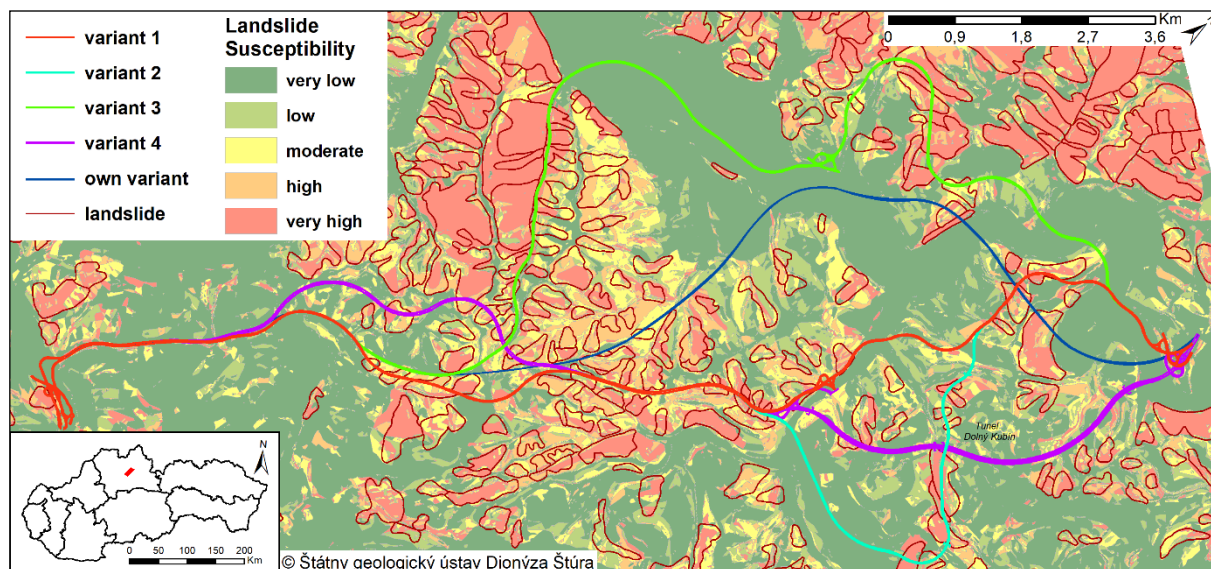 variant 1
variant 2
variant 3
variant 4
own variant
landslide
Landslide
Susceptibility
very low
low
moderate
high
very high
Km
0 0,9 1,8 2,7 3,6
Tunel
Dolný Kubín
N
0 50 100 150 200
Km
© Štátny geologický ústav Dionýza Štúra